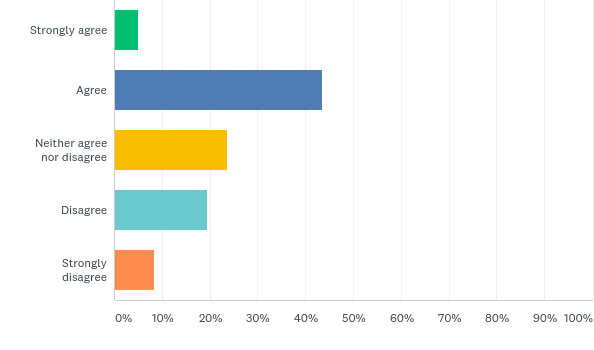 Strongly agree
Agree
Neither agree
nor disagree
Disagree
Strongly
disagree
0% 10% 20% 30% 40% 50% 60% 70% 80% 90% 100%